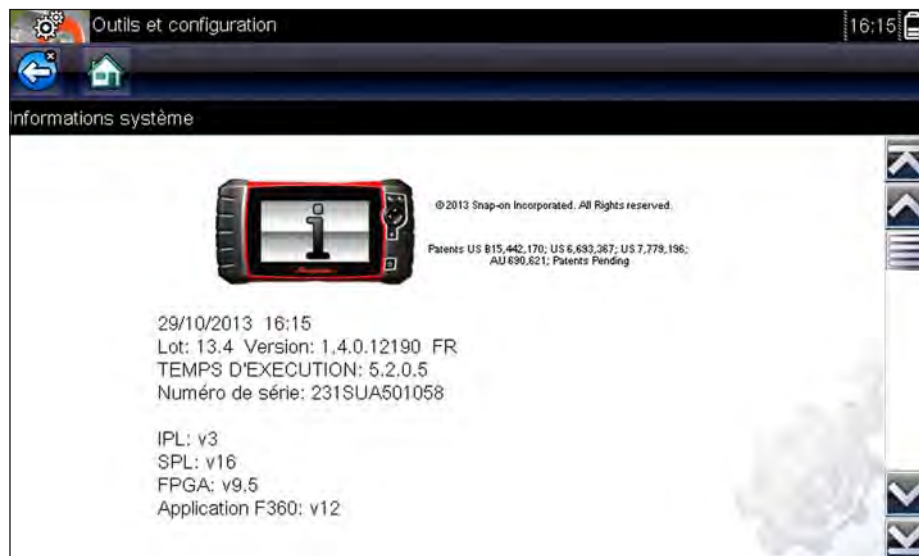 Outils et configuration
16:15
Informations système
© 2013 Snap-on Incorporated. All Rights reserved.
Patents US B15,442,170; US 6,693,367; US 7,779,196;
AU 690,621; Patents Pending
29/10/2013 16:15
Lot: 13.4 Version: 1.4.0.12190 FR
TEMPS D'EXECUTION: 5.2.0.5
Numéro de série: 231SUA501058
IPL: v3
SPL: v16
FPGA: v9.5
Application F360: v12